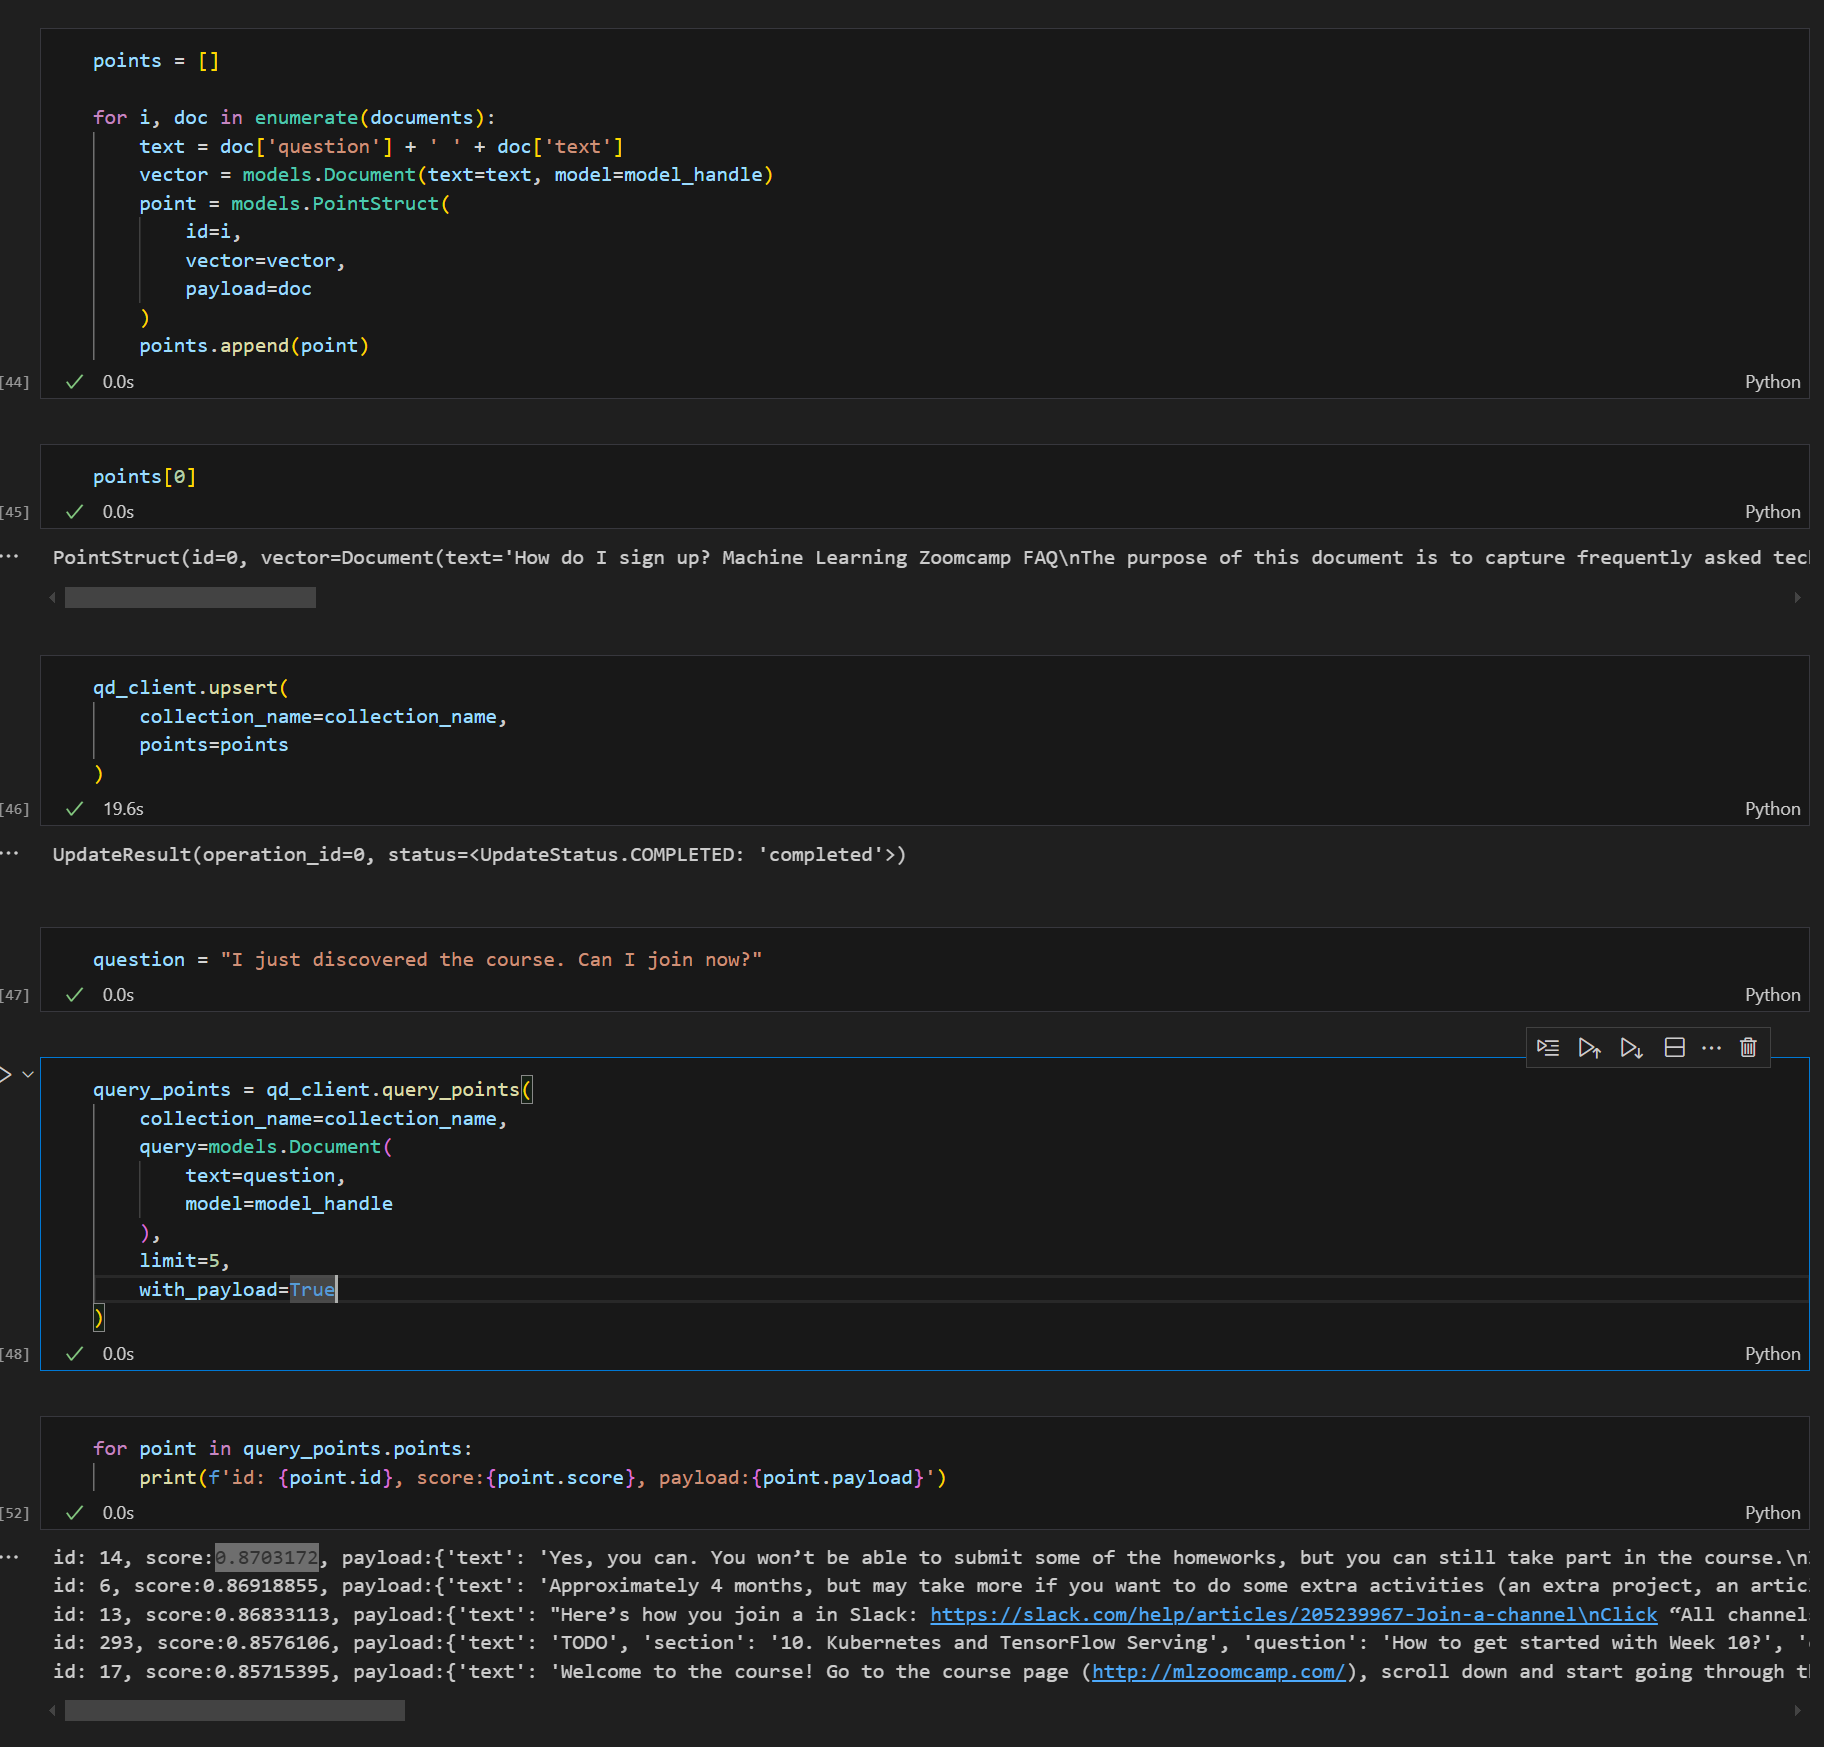 points = []
for i, doc in enumerate(documents):
text = doc['question'] + ' ' + doc['text']
vector = models.Document(text=text, model=model_handle)
point = models.PointStruct(
id=i,
vector=vector,
payload=doc
)
points.append(point)
[44] 0.0s Python
points[0]
[45] 0.0s Python
PointStruct(id=0, vector=Document(text='How do I sign up? Machine Learning Zoomcamp FAQ\nThe purpose of this document is to capture frequently asked tec
qd_client.upsert(
collection_name=collection_name,
points=points
)
[46] 19.6s Python
UpdateResult(operation_id=0, status=<UpdateStatus.COMPLETED: 'completed'>)
question = "I just discovered the course. Can I join now?"
[47] 0.0s Python
query_points = qd_client.query_points(
collection_name=collection_name,
query=models.Document(
text=question,
model=model_handle
),
limit=5,
with_payload=True
)
[48] 0.0s Python
for point in query_points.points:
print(f'id: {point.id}, score:{point.score}, payload:{point.payload}')
[52] 0.0s Python
id: 14, score:0.8703172, payload:{'text': 'Yes, you can. You won’t be able to submit some of the homeworks, but you can still take part in the course.\n
id: 6, score:0.86918855, payload:{'text': 'Approximately 4 months, but may take more if you want to do some extra activities (an extra project, an artic
id: 13, score:0.86833113, payload:{'text': "Here’s how you join a in Slack: https://slack.com/help/articles/205239967-Join-a-channel\nClick “All channel
id: 293, score:0.8576106, payload:{'text': 'TODO', 'section': '10. Kubernetes and TensorFlow Serving', 'question': 'How to get started with Week 10?', '
id: 17, score:0.85715395, payload:{'text': 'Welcome to the course! Go to the course page (http://mlzoomcamp.com/), scroll down and start going through t